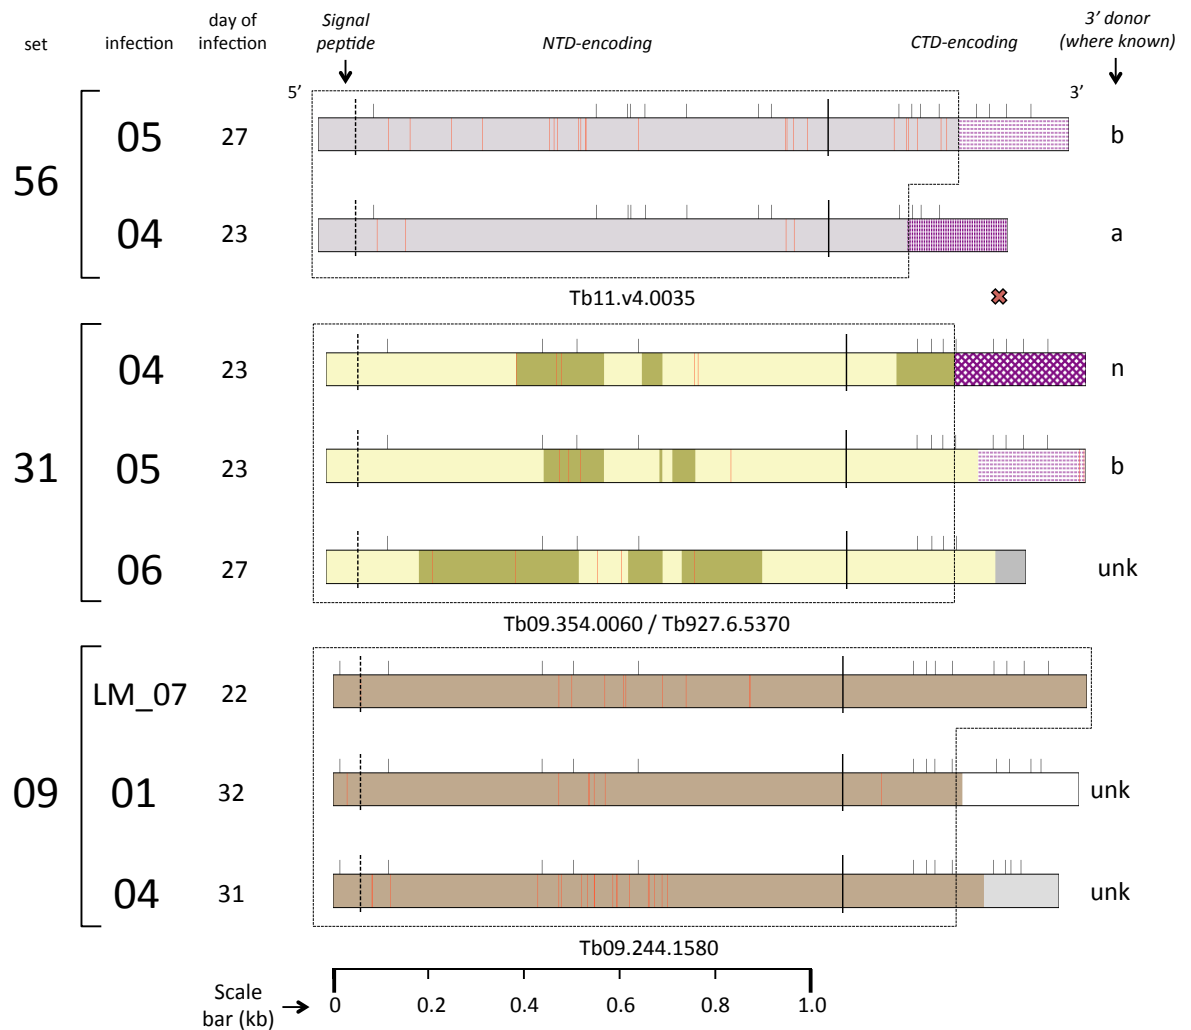 set
infection
day of
infection
Signal
peptide
NTD-encoding
CTD-encoding
3’ donor
(where known)
5’
3’
56
05
27
b
04
23
a
Tb11.v4.0035
31
04
23
n
05
23
b
06
27
unk
Tb09.354.0060 / Tb927.6.5370
09
LM_07
22
01
32
unk
04
31
unk
Tb09.244.1580
Scale
bar (kb)
0
0.2
0.4
0.6
0.8
1.0